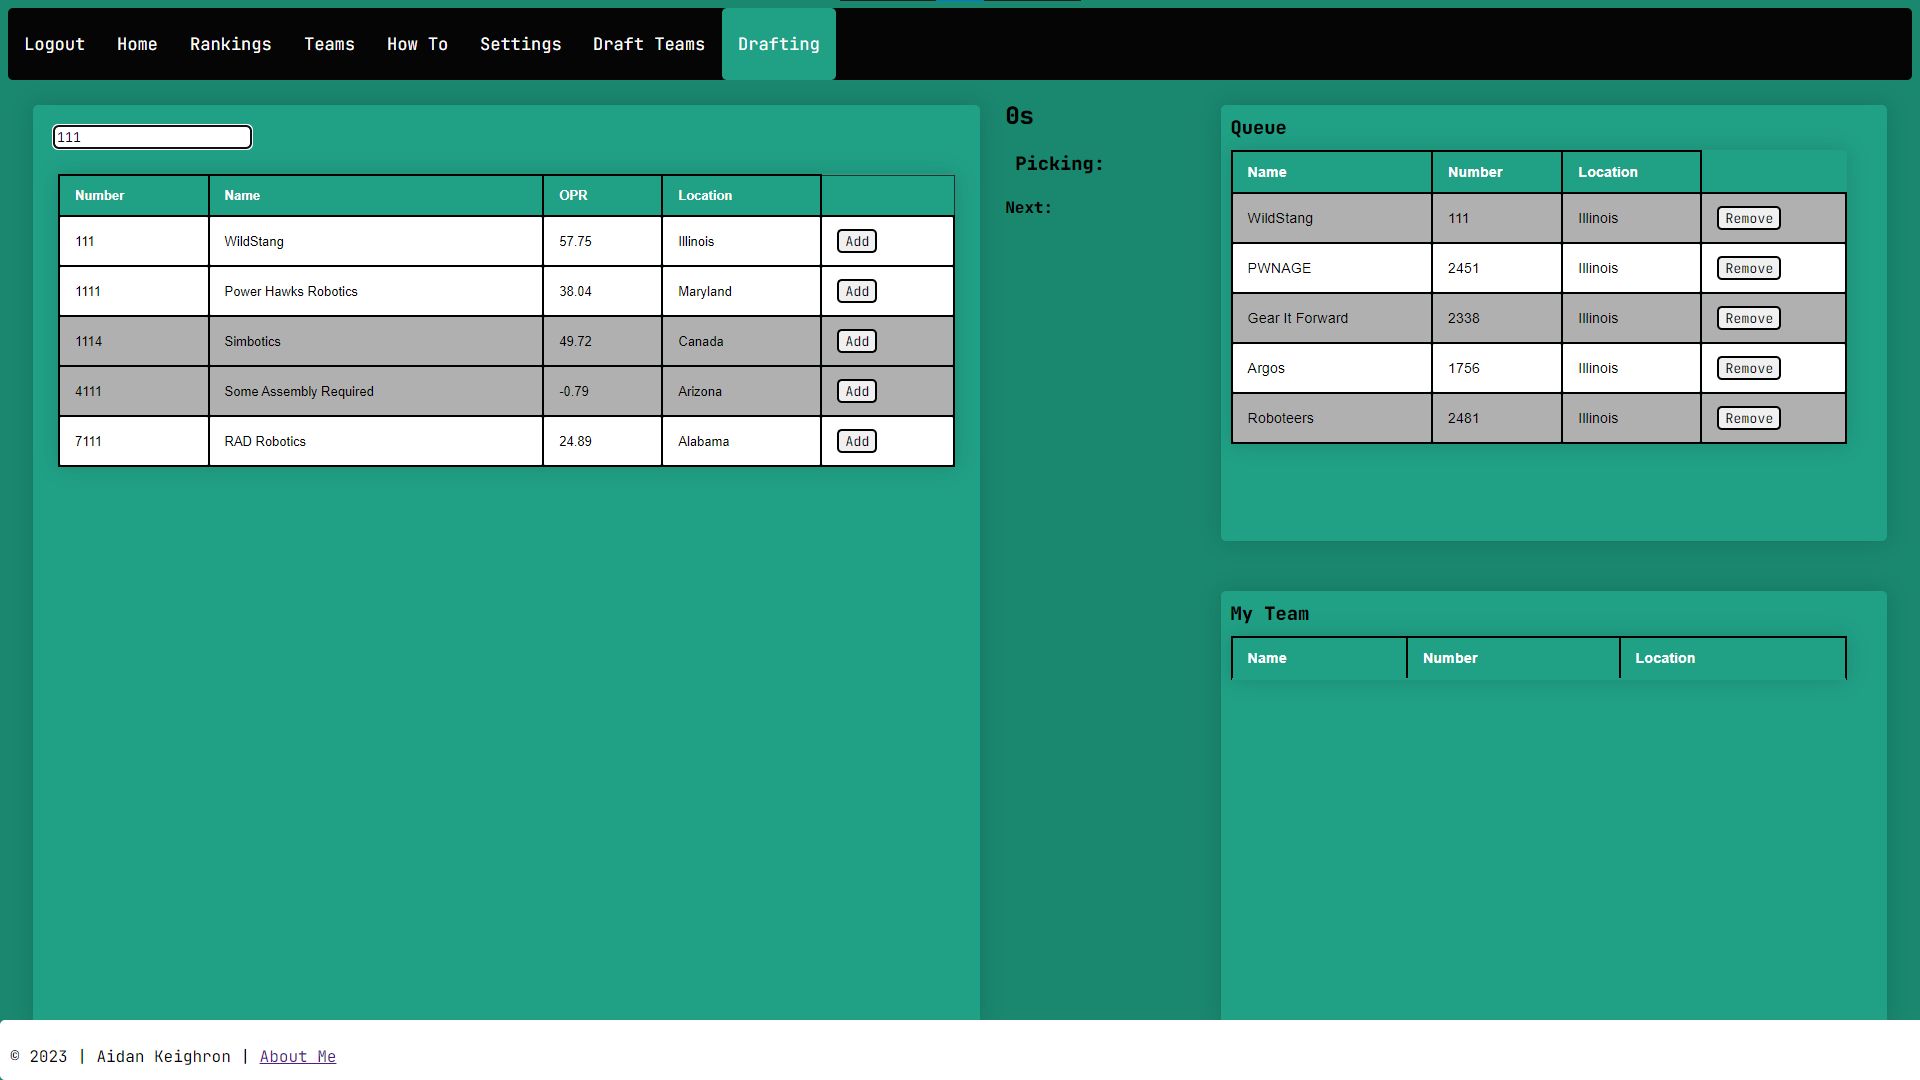 Logout Home Rankings Teams How To Settings Draft Teams Drafting
111
Number Name OPR Location
111 WildStang 57.75 Illinois Add
1111 Power Hawks Robotics 38.04 Maryland Add
1114 Simbotics 49.72 Canada Add
4111 Some Assembly Required -0.79 Arizona Add
7111 RAD Robotics 24.89 Alabama Add
0s
Picking:
Next:
Queue
Name Number Location
WildStang 111 Illinois Remove
PWNAGE 2451 Illinois Remove
Gear It Forward 2338 Illinois Remove
Argos 1756 Illinois Remove
Roboteers 2481 Illinois Remove
My Team
Name Number Location
© 2023 | Aidan Keighron | About Me